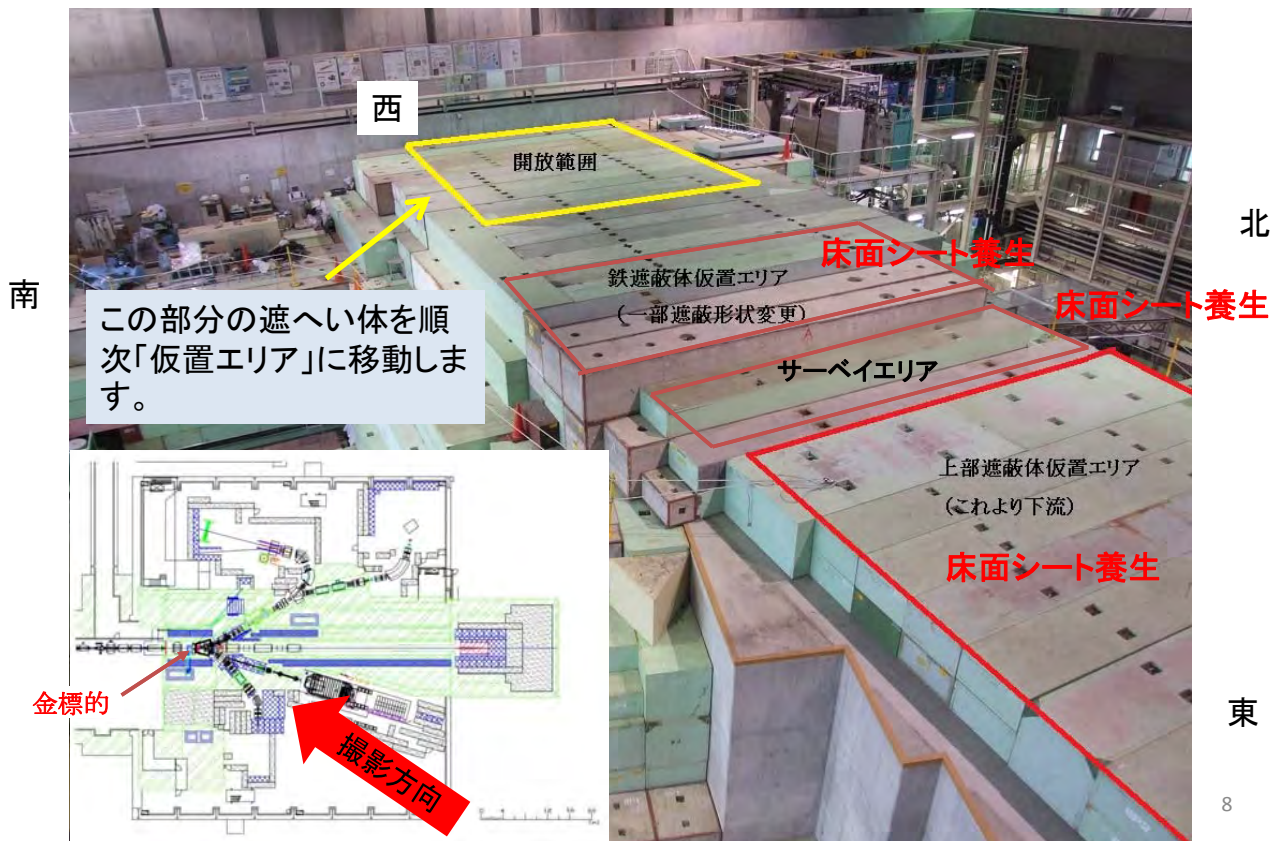 西
開放範囲
北
床面シート養生
鉄遮蔽体仮置エリア
(一部遮蔽形状変更)
南
床面シート養生
この部分の遮へい体を順
次「仮置エリア」に移動しま
す。
サーベイエリア
上部遮蔽体仮置エリア
(これより下流)
床面シート養生
金標的
撮影方向
東
8